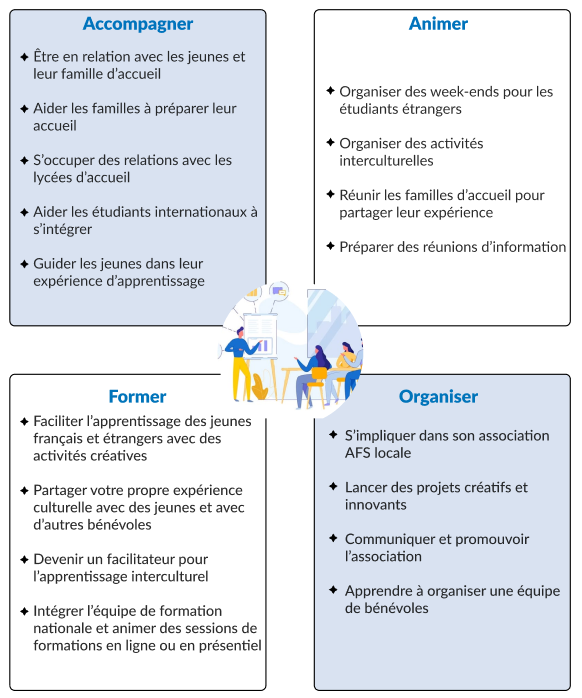 Accompagner
Être en relation avec les jeunes et
leur famille d'accueil
Aider les familles à préparer leur
accueil
S'occuper des relations avec les
lycées d'accueil
Aider les étudiants internationaux à
s'intégrer
Guider les jeunes dans leur
expérience d'apprentissage
Animer
Organiser des week-ends pour les
étudiants étrangers
Organiser des activités
interculturelles
Réunir les familles d'accueil pour
partager leur expérience
Préparer des réunions d'information
Former
Faciliter l'apprentissage des jeunes
français et étrangers avec des
activités créatives
Partager votre propre expérience
culturelle avec des jeunes et avec
d'autres bénévoles
Devenir un facilitateur pour
l'apprentissage interculturel
Intégrer l'équipe de formation
nationale et animer des sessions de
formations en ligne ou en présentiel
Organiser
S'impliquer dans son association
AFS locale
Lancer des projets créatifs et
innovants
Communiquer et promouvoir
l'association
Apprendre à organiser une équipe
de bénévoles